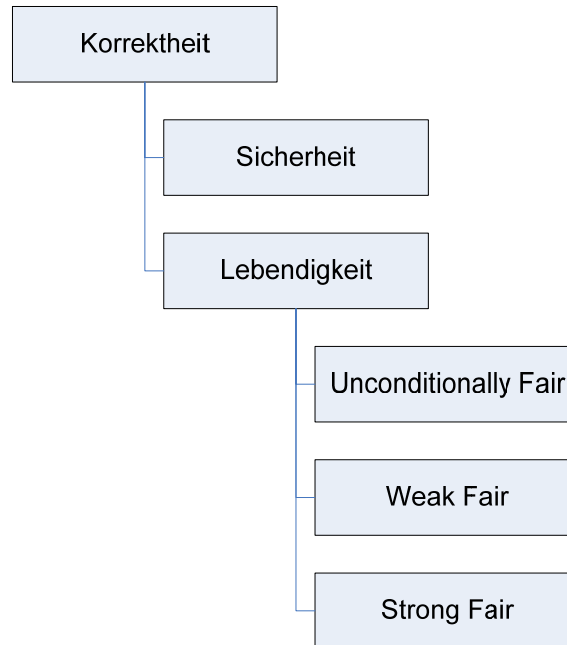 Korrektheit
Sicherheit
Lebendigkeit
Unconditionally Fair
Weak Fair
Strong Fair